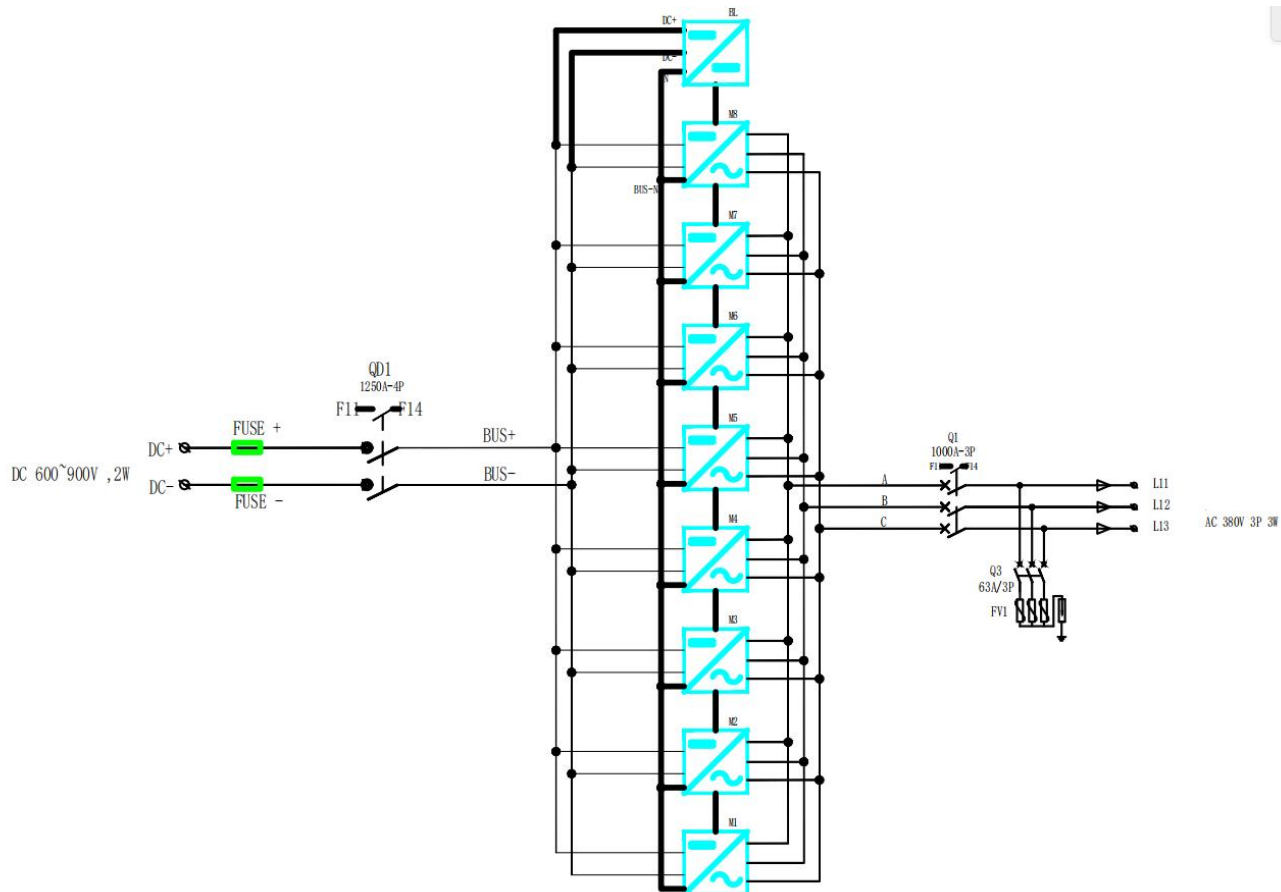 DC+
BL
DC-
N
M8
BUS-N
M7
M6
QD1
1250A-4P
F11 F14
M5
FUSE +
BUS+
DC+
DC 600~900V ,2W
DC-
BUS-
FUSE -
Q1
1000A-3P
F11 F14
A
L11
B
L12
C
L13
AC 380V 3P 3W
M4
Q3
63A/3P
FV1
M3
M2
M1